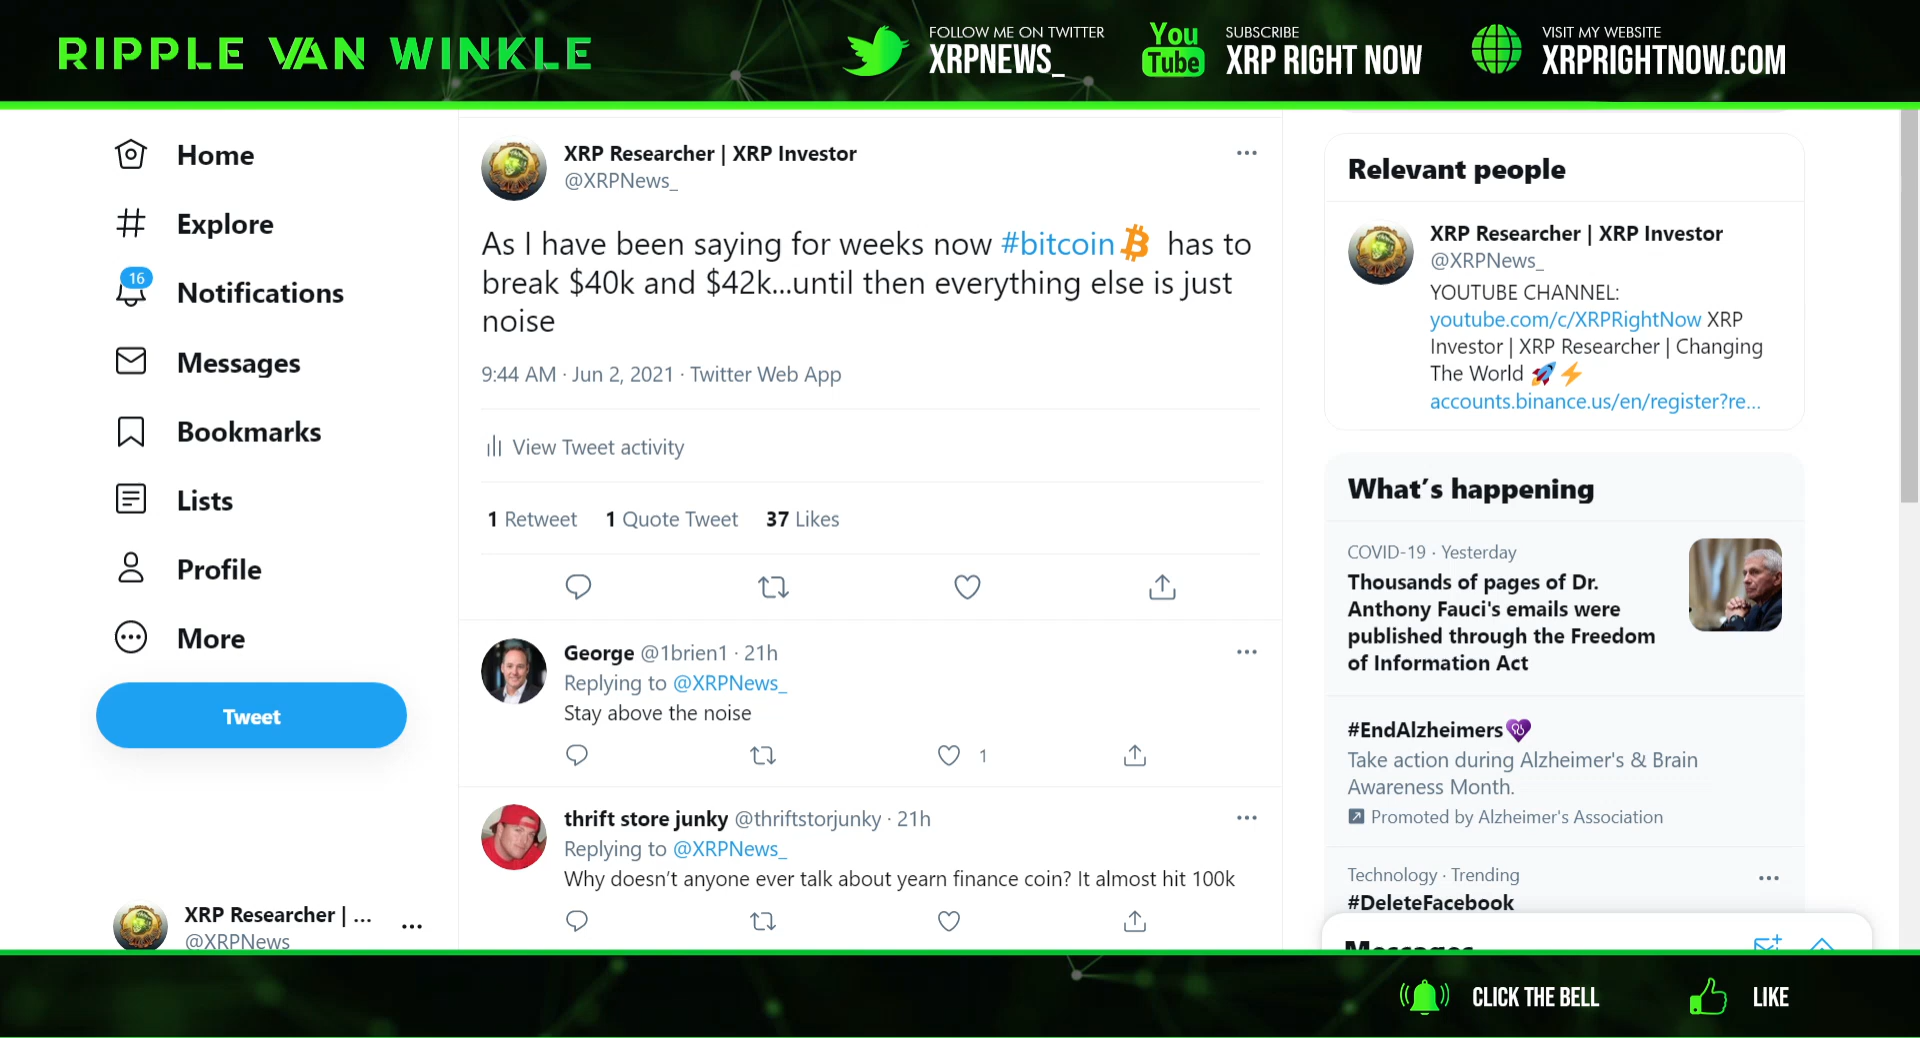 RIPPLE VAN WINKLE
FOLLOW ME ON TWITTER
XRPNEWS_
You
Tube
SUBSCRIBE
XRP RIGHT NOW
VISIT MY WEBSITE
XRPRIGHTNOW.COM
Home
Explore
16
Notifications
Messages
Bookmarks
Lists
Profile
More
Tweet
XRP Researcher | ...
@XRPNews
XRP Researcher | XRP Investor
@XRPNews_
As I have been saying for weeks now #bitcoin has to
break $40k and $42k...until then everything else is just
noise
9:44 AM · Jun 2, 2021 · Twitter Web App
View Tweet activity
1 Retweet 1 Quote Tweet 37 Likes
George @1brien1 · 21h
Replying to @XRPNews_
Stay above the noise
1
thrift store junky @thriftstorjunky · 21h
Replying to @XRPNews_
Why doesn't anyone ever talk about yearn finance coin? It almost hit 100k
Relevant people
XRP Researcher | XRP Investor
@XRPNews_
YOUTUBE CHANNEL:
youtube.com/c/XRPRightNow XRP
Investor | XRP Researcher | Changing
The World 🚀⚡
accounts.binance.us/en/register?re...
What's happening
COVID-19 · Yesterday
Thousands of pages of Dr.
Anthony Fauci's emails were
published through the Freedom
of Information Act
#EndAlzheimers
Take action during Alzheimer's & Brain
Awareness Month.
Promoted by Alzheimer's Association
Technology · Trending
#DeleteFacebook
Messages
CLICK THE BELL
LIKE